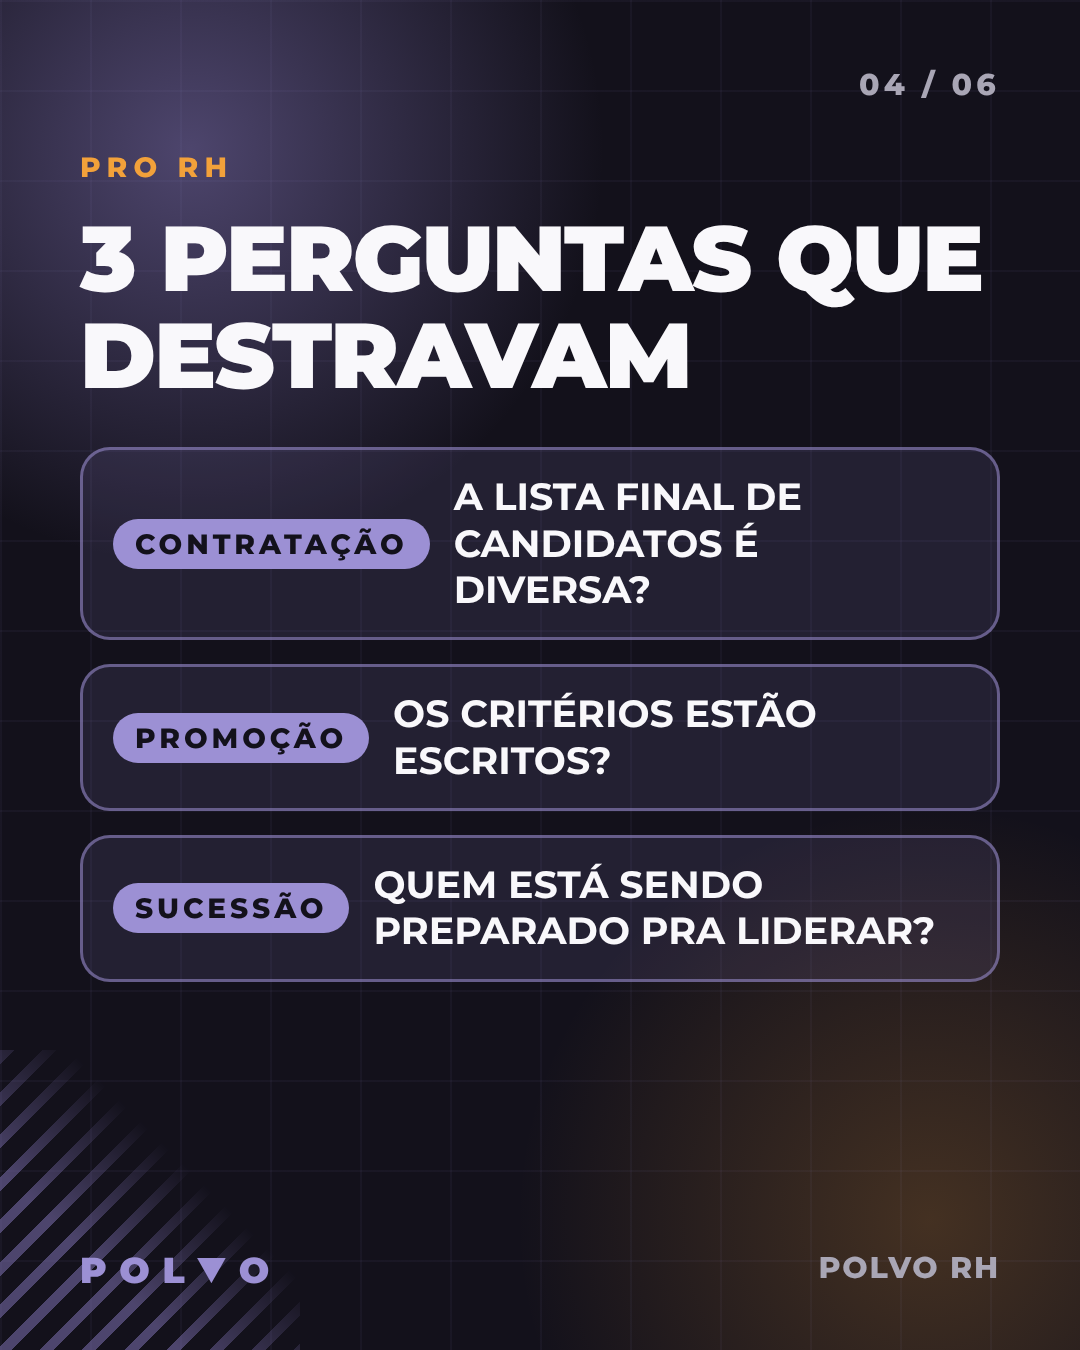 04 / 06
PRO RH
3 PERGUNTAS QUE
DESTRAVAM
CONTRATAÇÃO
A LISTA FINAL DE
CANDIDATOS É
DIVERSA?
PROMOÇÃO
OS CRITÉRIOS ESTÃO
ESCRITOS?
SUCESSÃO
QUEM ESTÁ SENDO
PREPARADO PRA LIDERAR?
POLVO
POLVO RH